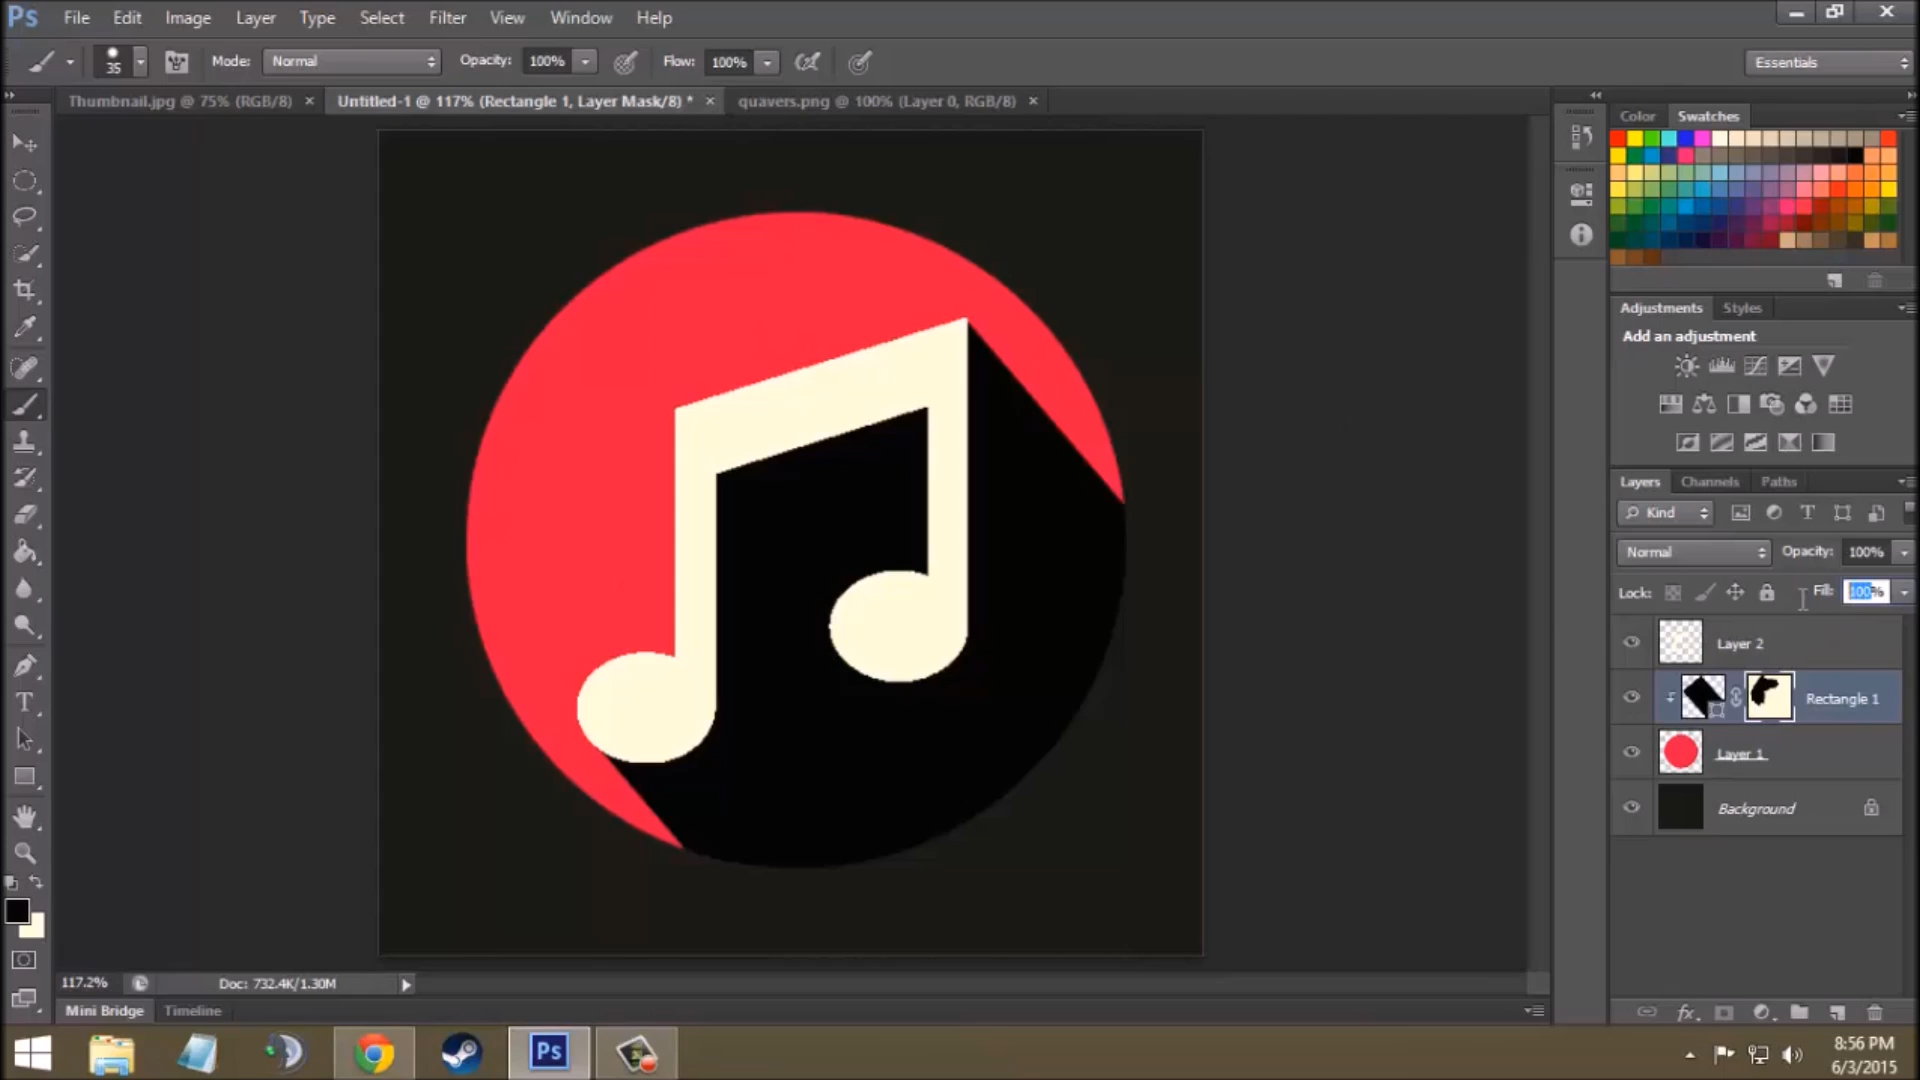 Ps File Edit Image Layer Type Select Filter View Window Help
35 Mode: Normal Opacity: 100% Flow: 100% Essentials
Thumbnail.jpg @ 75% (RGB/8) × Untitled-1 @ 117% (Rectangle 1, Layer Mask/8) * × quavers.png @ 100% (Layer 0, RGB/8) ×
Color Swatches
Adjustments Styles
Add an adjustment
Layers Channels Paths
Kind
Normal Opacity: 100%
Lock: Fill: 100%
Layer 2
Rectangle 1
Layer 1
Background
117.2% Doc: 732.4K/1.30M
Mini Bridge Timeline
Ps
8:56 PM
6/3/2015